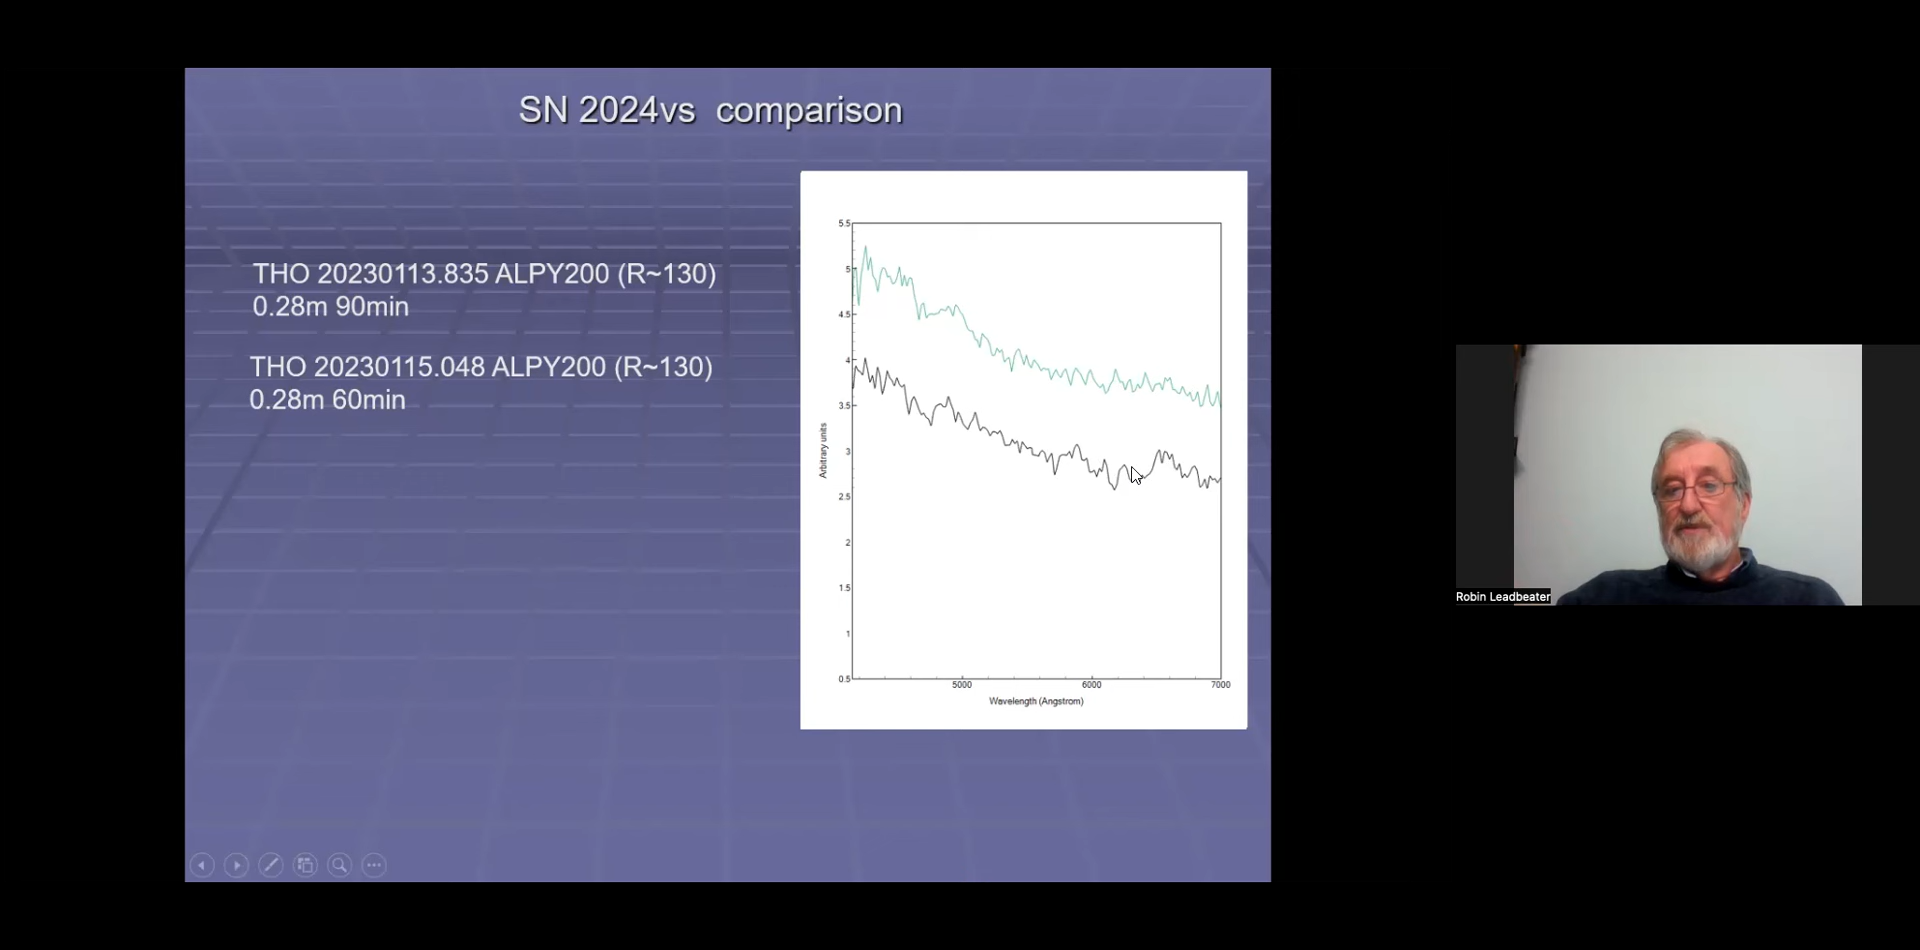 SN 2024vs comparison
THO 20230113.835 ALPY200 (R~130)
0.28m 90min
THO 20230115.048 ALPY200 (R~130)
0.28m 60min
5.5
5
4.5
4
3.5
3
2.5
2
1.5
1
0.5
Arbitrary units
5000 6000 7000
Wavelength (Angstrom)
Robin Leadbeater